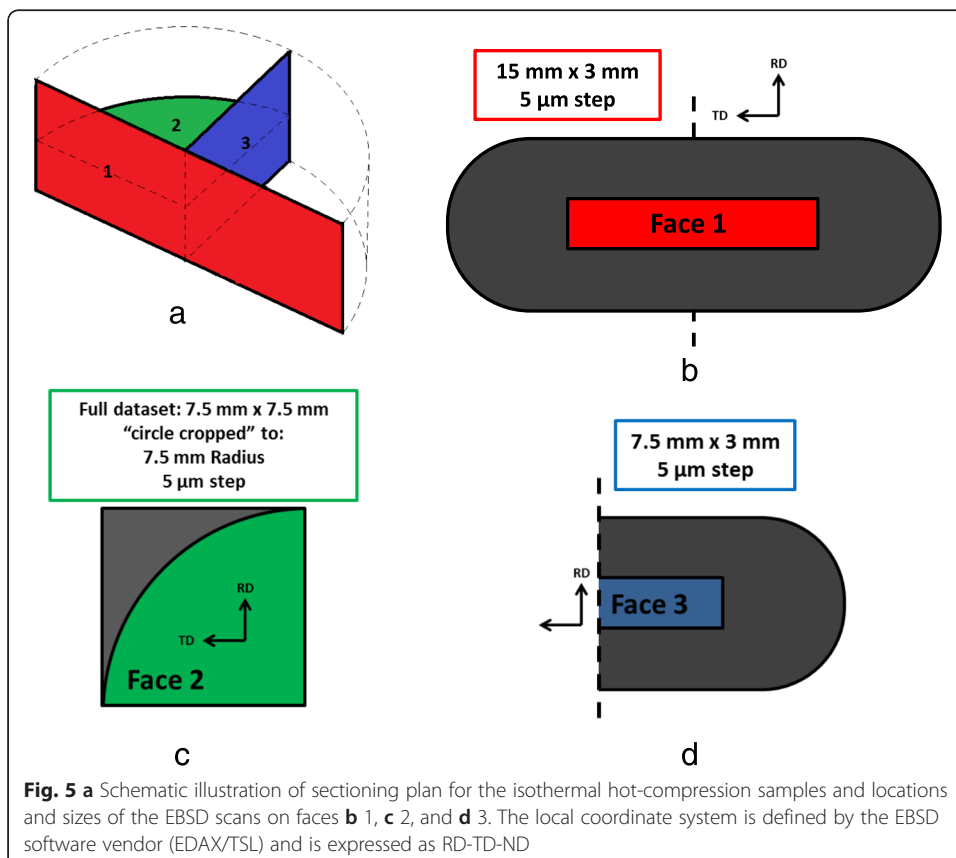 1
2
3
a
15 mm x 3 mm
5 µm step
RD
TD
Face 1
b
Full dataset: 7.5 mm x 7.5 mm
“circle cropped” to:
7.5 mm Radius
5 µm step
RD
TD
Face 2
c
7.5 mm x 3 mm
5 µm step
RD
Face 3
d
Fig. 5 a Schematic illustration of sectioning plan for the isothermal hot-compression samples and locations
and sizes of the EBSD scans on faces b 1, c 2, and d 3. The local coordinate system is defined by the EBSD
software vendor (EDAX/TSL) and is expressed as RD-TD-ND